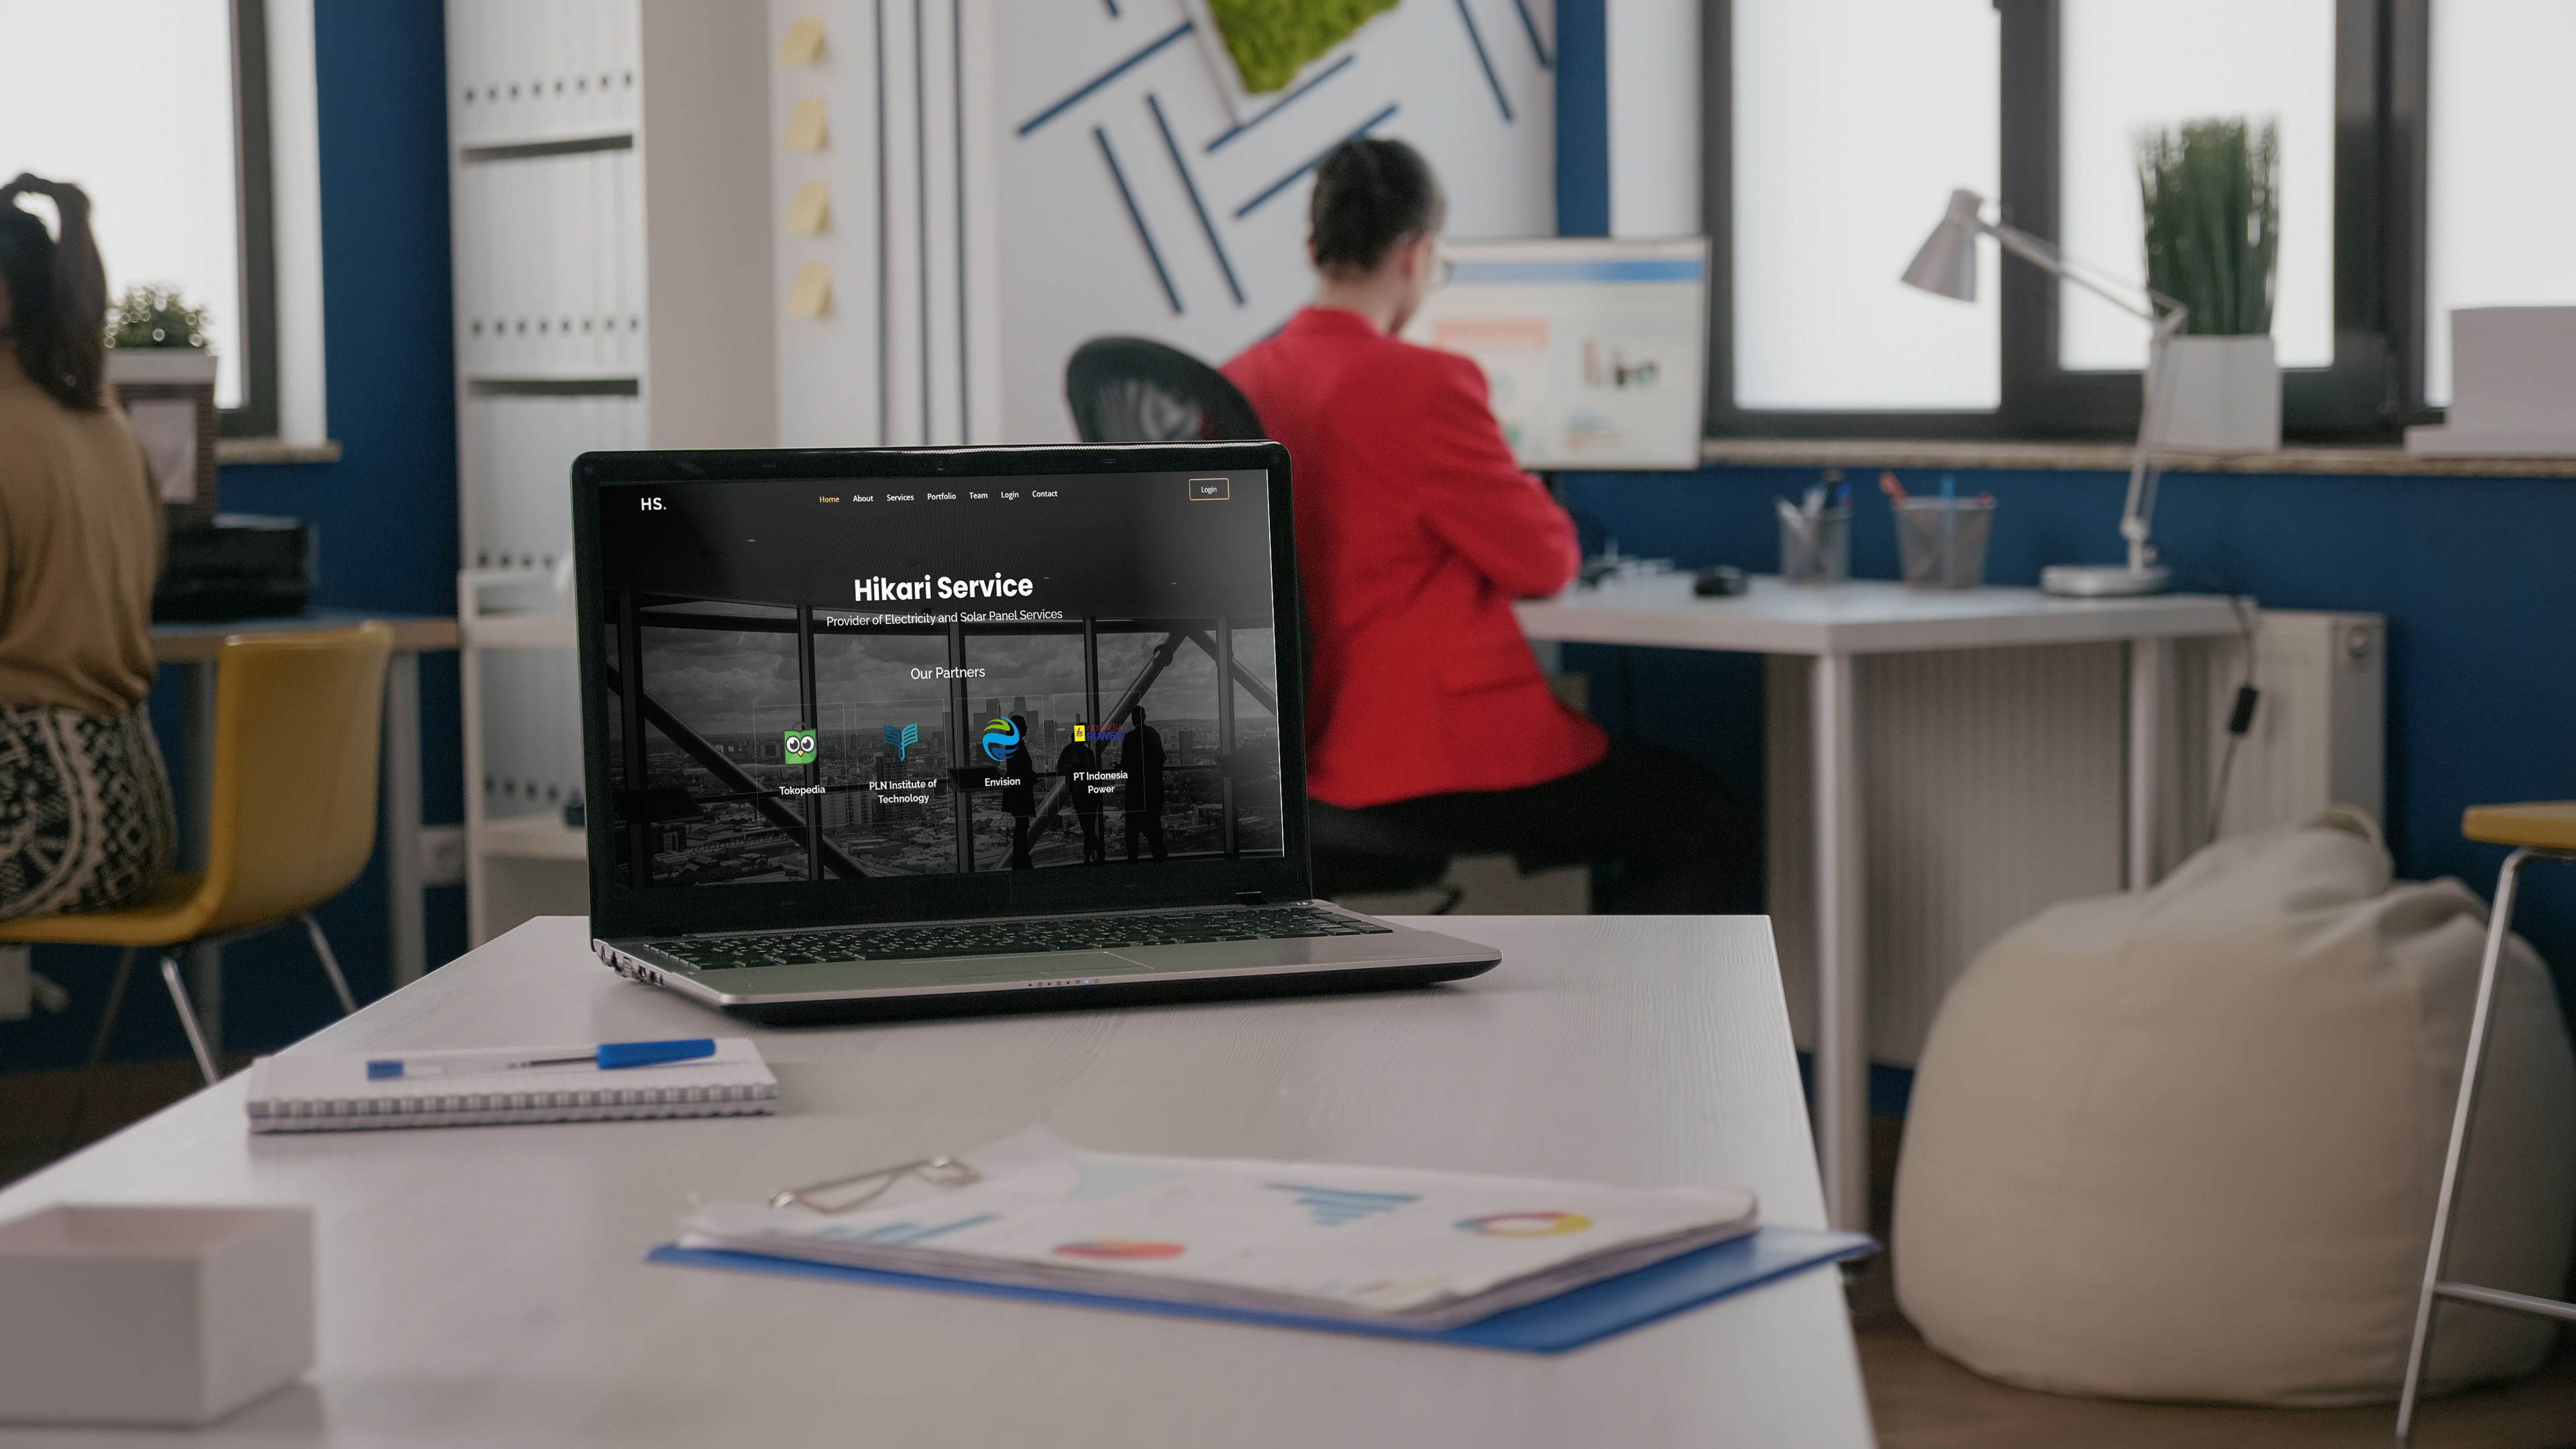 HS.
Home About Services Portfolio Team Login Contact
Login
Hikari Service
Provider of Electricity and Solar Panel Services
Our Partners
Tokopedia
PLN Institute of
Technology
Envision
PT Indonesia
Power